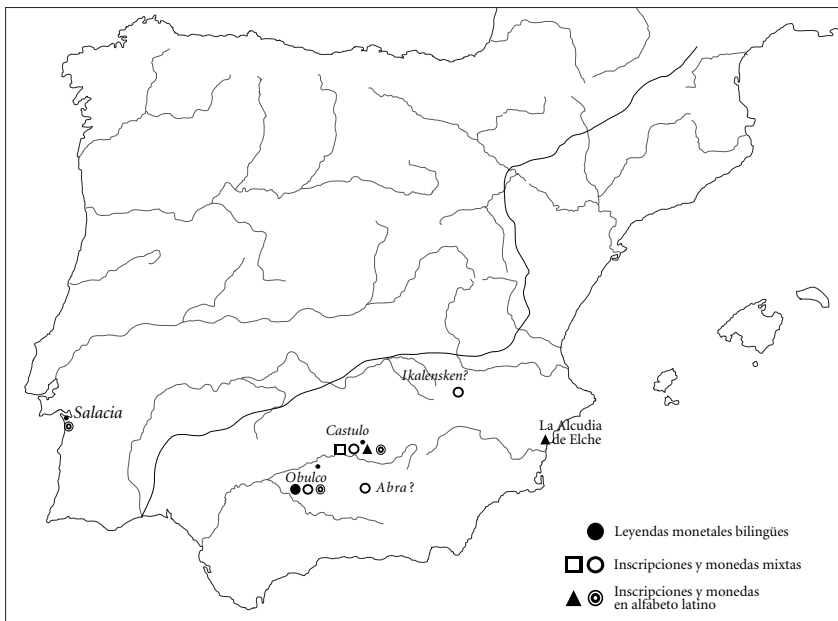 Ikalensken?
Salacia
Castulo
La Alcudia
de Elche
Obulco
Abra?
Leyendas monetales bilingües
Inscripciones y monedas mixtas
Inscripciones y monedas
en alfabeto latino